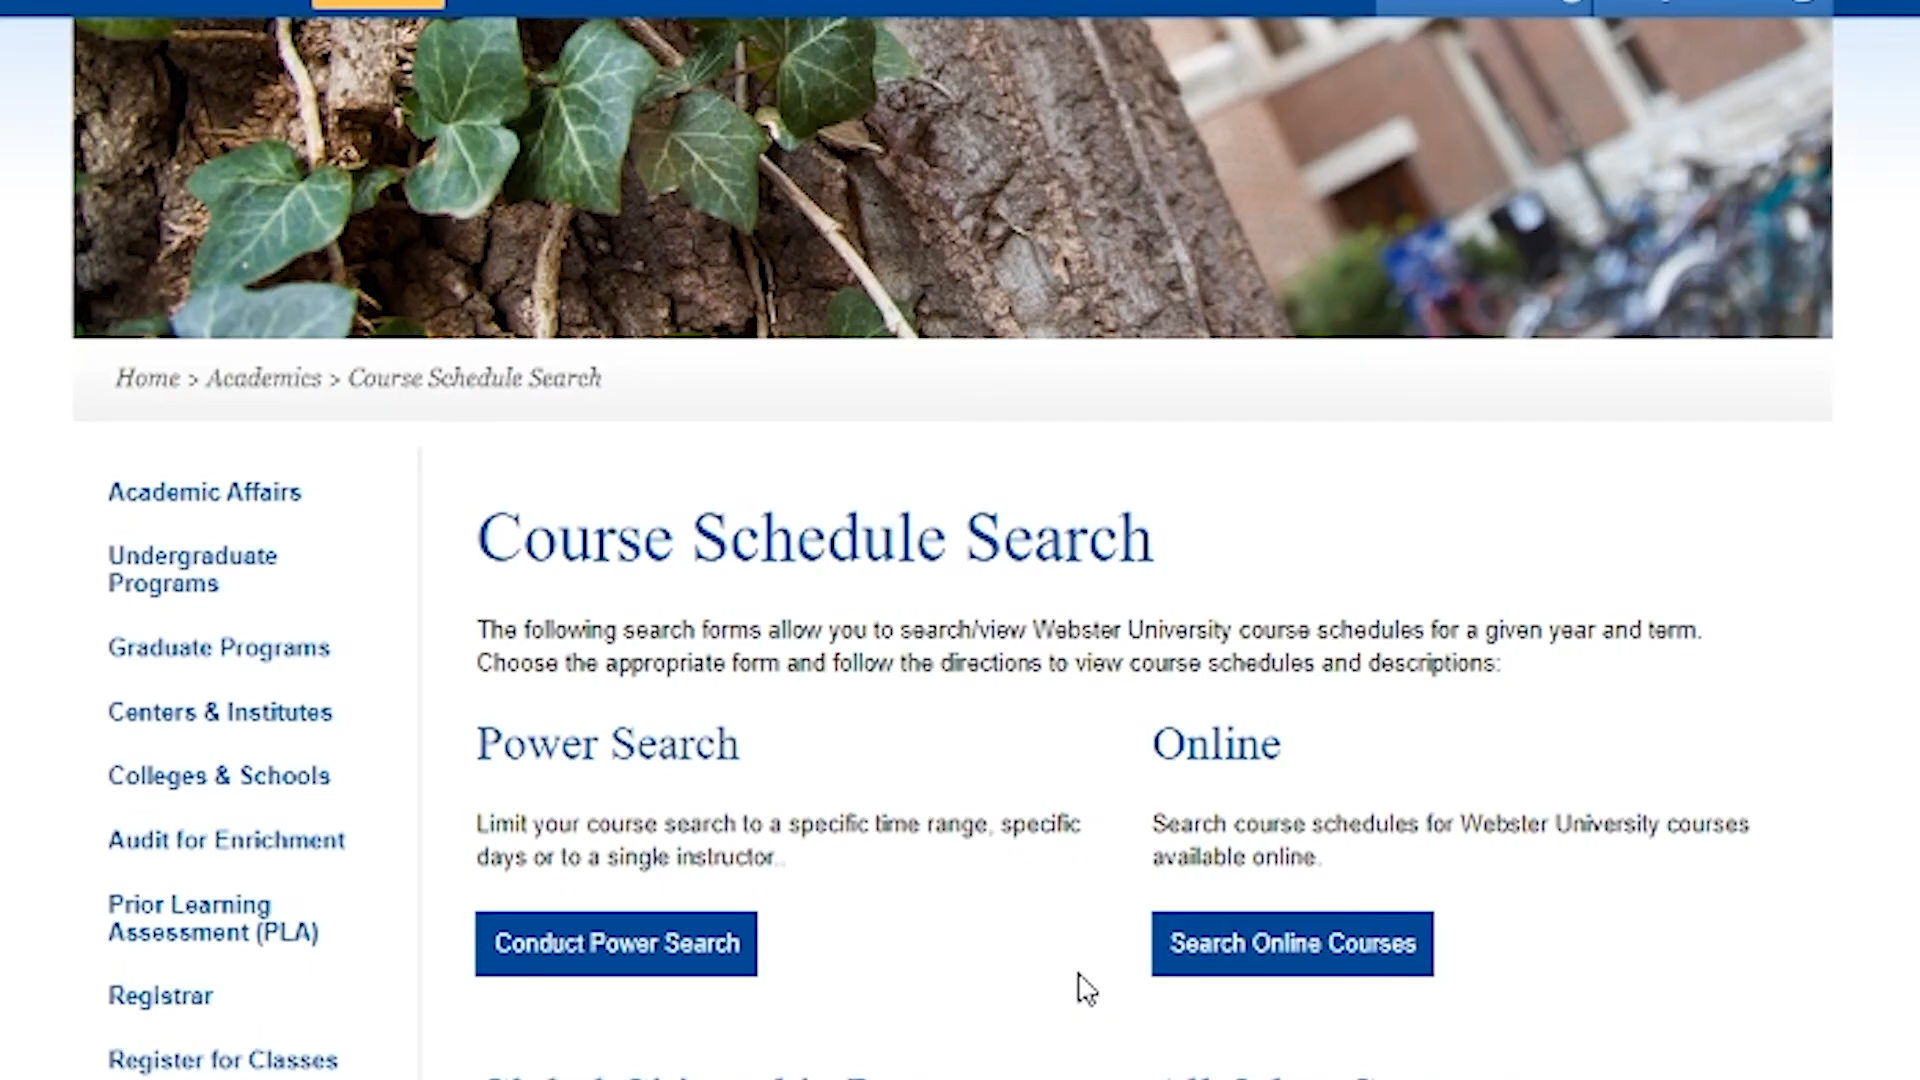 Home > Academics > Course Schedule Search
Academic Affairs
Undergraduate
Programs
Graduate Programs
Centers & Institutes
Colleges & Schools
Audit for Enrichment
Prior Learning
Assessment (PLA)
Registrar
Register for Classes
Course Schedule Search
The following search forms allow you to search/view Webster University course schedules for a given year and term.
Choose the appropriate form and follow the directions to view course schedules and descriptions:
Power Search
Limit your course search to a specific time range, specific
days or to a single instructor..
Conduct Power Search
Online
Search course schedules for Webster University courses
available online.
Search Online Courses